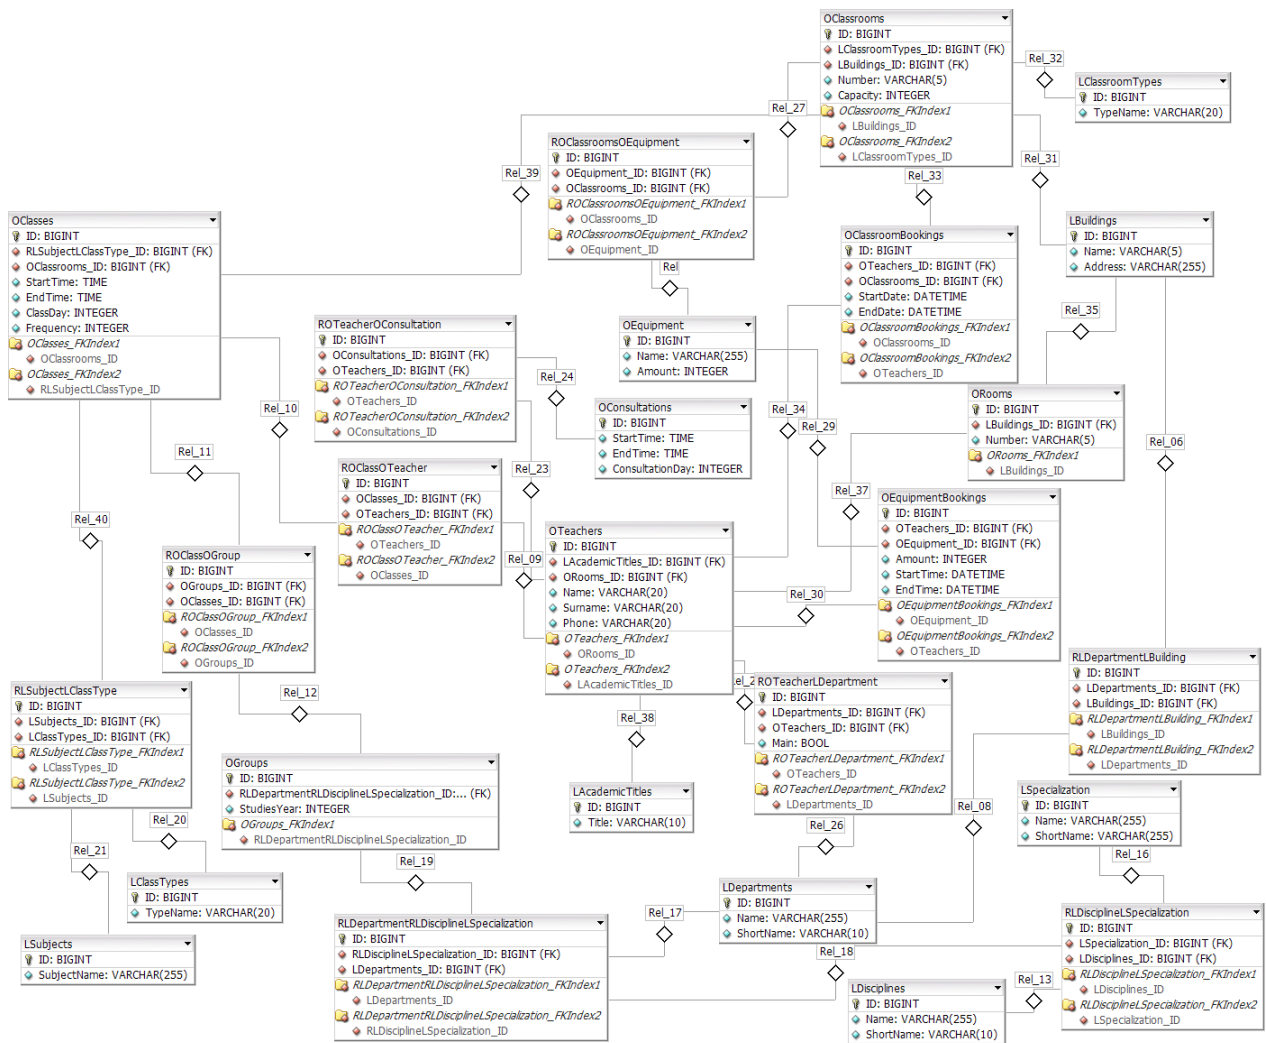 OClassrooms
ID: BIGINT
LClassroomTypes_ID: BIGINT (FK)
LBuildings_ID: BIGINT (FK)
Number: VARCHAR(5)
Capacity: INTEGER
OClassrooms_FKIndex1
LBuildings_ID
OClassrooms_FKIndex2
LClassroomTypes_ID
Rel_32
LClassroomTypes
ID: BIGINT
TypeName: VARCHAR(20)
Rel_27
ROClassroomsOEquipment
ID: BIGINT
OEquipment_ID: BIGINT (FK)
OClassrooms_ID: BIGINT (FK)
ROClassroomsOEquipment_FKIndex1
OClassrooms_ID
ROClassroomsOEquipment_FKIndex2
OEquipment_ID
Rel_39
Rel_33
Rel_31
OClasses
ID: BIGINT
RLSubjectLClassType_ID: BIGINT (FK)
OClassrooms_ID: BIGINT (FK)
StartTime: TIME
EndTime: TIME
ClassDay: INTEGER
Frequency: INTEGER
OClasses_FKIndex1
OClassrooms_ID
OClasses_FKIndex2
RLSubjectLClassType_ID
LBuildings
ID: BIGINT
Name: VARCHAR(5)
Address: VARCHAR(255)
OClassroomBookings
ID: BIGINT
OTeachers_ID: BIGINT (FK)
OClassrooms_ID: BIGINT (FK)
StartDate: DATETIME
EndDate: DATETIME
OClassroomBookings_FKIndex1
OClassrooms_ID
OClassroomBookings_FKIndex2
OTeachers_ID
Rel
Rel_35
ROTeacherOConsultation
ID: BIGINT
OConsultations_ID: BIGINT (FK)
OTeachers_ID: BIGINT (FK)
ROTeacherOConsultation_FKIndex1
OTeachers_ID
ROTeacherOConsultation_FKIndex2
OConsultations_ID
OEquipment
ID: BIGINT
Name: VARCHAR(255)
Amount: INTEGER
Rel_24
OConsultations
ID: BIGINT
StartTime: TIME
EndTime: TIME
ConsultationDay: INTEGER
Rel_10
Rel_34
Rel_29
ORooms
ID: BIGINT
LBuildings_ID: BIGINT (FK)
Number: VARCHAR(5)
ORooms_FKIndex1
LBuildings_ID
Rel_06
Rel_11
ROClassOTeacher
ID: BIGINT
OClasses_ID: BIGINT (FK)
OTeachers_ID: BIGINT (FK)
ROClassOTeacher_FKIndex1
OTeachers_ID
ROClassOTeacher_FKIndex2
OClasses_ID
Rel_23
Rel_37
OEquipmentBookings
ID: BIGINT
OTeachers_ID: BIGINT (FK)
OEquipment_ID: BIGINT (FK)
Amount: INTEGER
StartTime: DATETIME
EndTime: DATETIME
OEquipmentBookings_FKIndex1
OEquipment_ID
OEquipmentBookings_FKIndex2
OTeachers_ID
Rel_40
OTeachers
ID: BIGINT
LAcademicTitles_ID: BIGINT (FK)
ORooms_ID: BIGINT (FK)
Name: VARCHAR(20)
Surname: VARCHAR(20)
Phone: VARCHAR(20)
OTeachers_FKIndex1
ORooms_ID
OTeachers_FKIndex2
LAcademicTitles_ID
Rel_09
Rel_30
ROClassOGroup
ID: BIGINT
OGroups_ID: BIGINT (FK)
OClasses_ID: BIGINT (FK)
ROClassOGroup_FKIndex1
OClasses_ID
ROClassOGroup_FKIndex2
OGroups_ID
RLDepartmentLBuilding
ID: BIGINT
LDepartments_ID: BIGINT (FK)
LBuildings_ID: BIGINT (FK)
RLDepartmentLBuilding_FKIndex1
LBuildings_ID
RLDepartmentLBuilding_FKIndex2
LDepartments_ID
RLSubjectLClassType
ID: BIGINT
LSubjects_ID: BIGINT (FK)
LClassTypes_ID: BIGINT (FK)
RLSubjectLClassType_FKIndex1
LClassTypes_ID
RLSubjectLClassType_FKIndex2
LSubjects_ID
Rel_12
Rel_38
ROTeacherLDepartment
ID: BIGINT
LDepartments_ID: BIGINT (FK)
OTeachers_ID: BIGINT (FK)
Main: BOOL
ROTeacherLDepartment_FKIndex1
OTeachers_ID
ROTeacherLDepartment_FKIndex2
LDepartments_ID
OGroups
ID: BIGINT
RLDepartmentRLDisciplineLSpecialization_ID:... (FK)
StudiesYear: INTEGER
OGroups_FKIndex1
RLDepartmentRLDisciplineLSpecialization_ID
LAcademicTitles
ID: BIGINT
Title: VARCHAR(10)
LSpecialization
ID: BIGINT
Name: VARCHAR(255)
ShortName: VARCHAR(255)
Rel_08
Rel_20
Rel_21
Rel_26
Rel_19
Rel_16
LClassTypes
ID: BIGINT
TypeName: VARCHAR(20)
LDepartments
ID: BIGINT
Name: VARCHAR(255)
ShortName: VARCHAR(10)
Rel_17
RLDepartmentRLDisciplineLSpecialization
ID: BIGINT
RLDisciplineLSpecialization_ID: BIGINT (FK)
LDepartments_ID: BIGINT (FK)
RLDepartmentRLDisciplineLSpecialization_FKIndex1
LDepartments_ID
RLDepartmentRLDisciplineLSpecialization_FKIndex2
RLDisciplineLSpecialization_ID
RLDisciplineLSpecialization
ID: BIGINT
LSpecialization_ID: BIGINT (FK)
LDisciplines_ID: BIGINT (FK)
RLDisciplineLSpecialization_FKIndex1
LDisciplines_ID
RLDisciplineLSpecialization_FKIndex2
LSpecialization_ID
LSubjects
ID: BIGINT
SubjectName: VARCHAR(255)
Rel_18
Rel_13
LDisciplines
ID: BIGINT
Name: VARCHAR(255)
ShortName: VARCHAR(10)